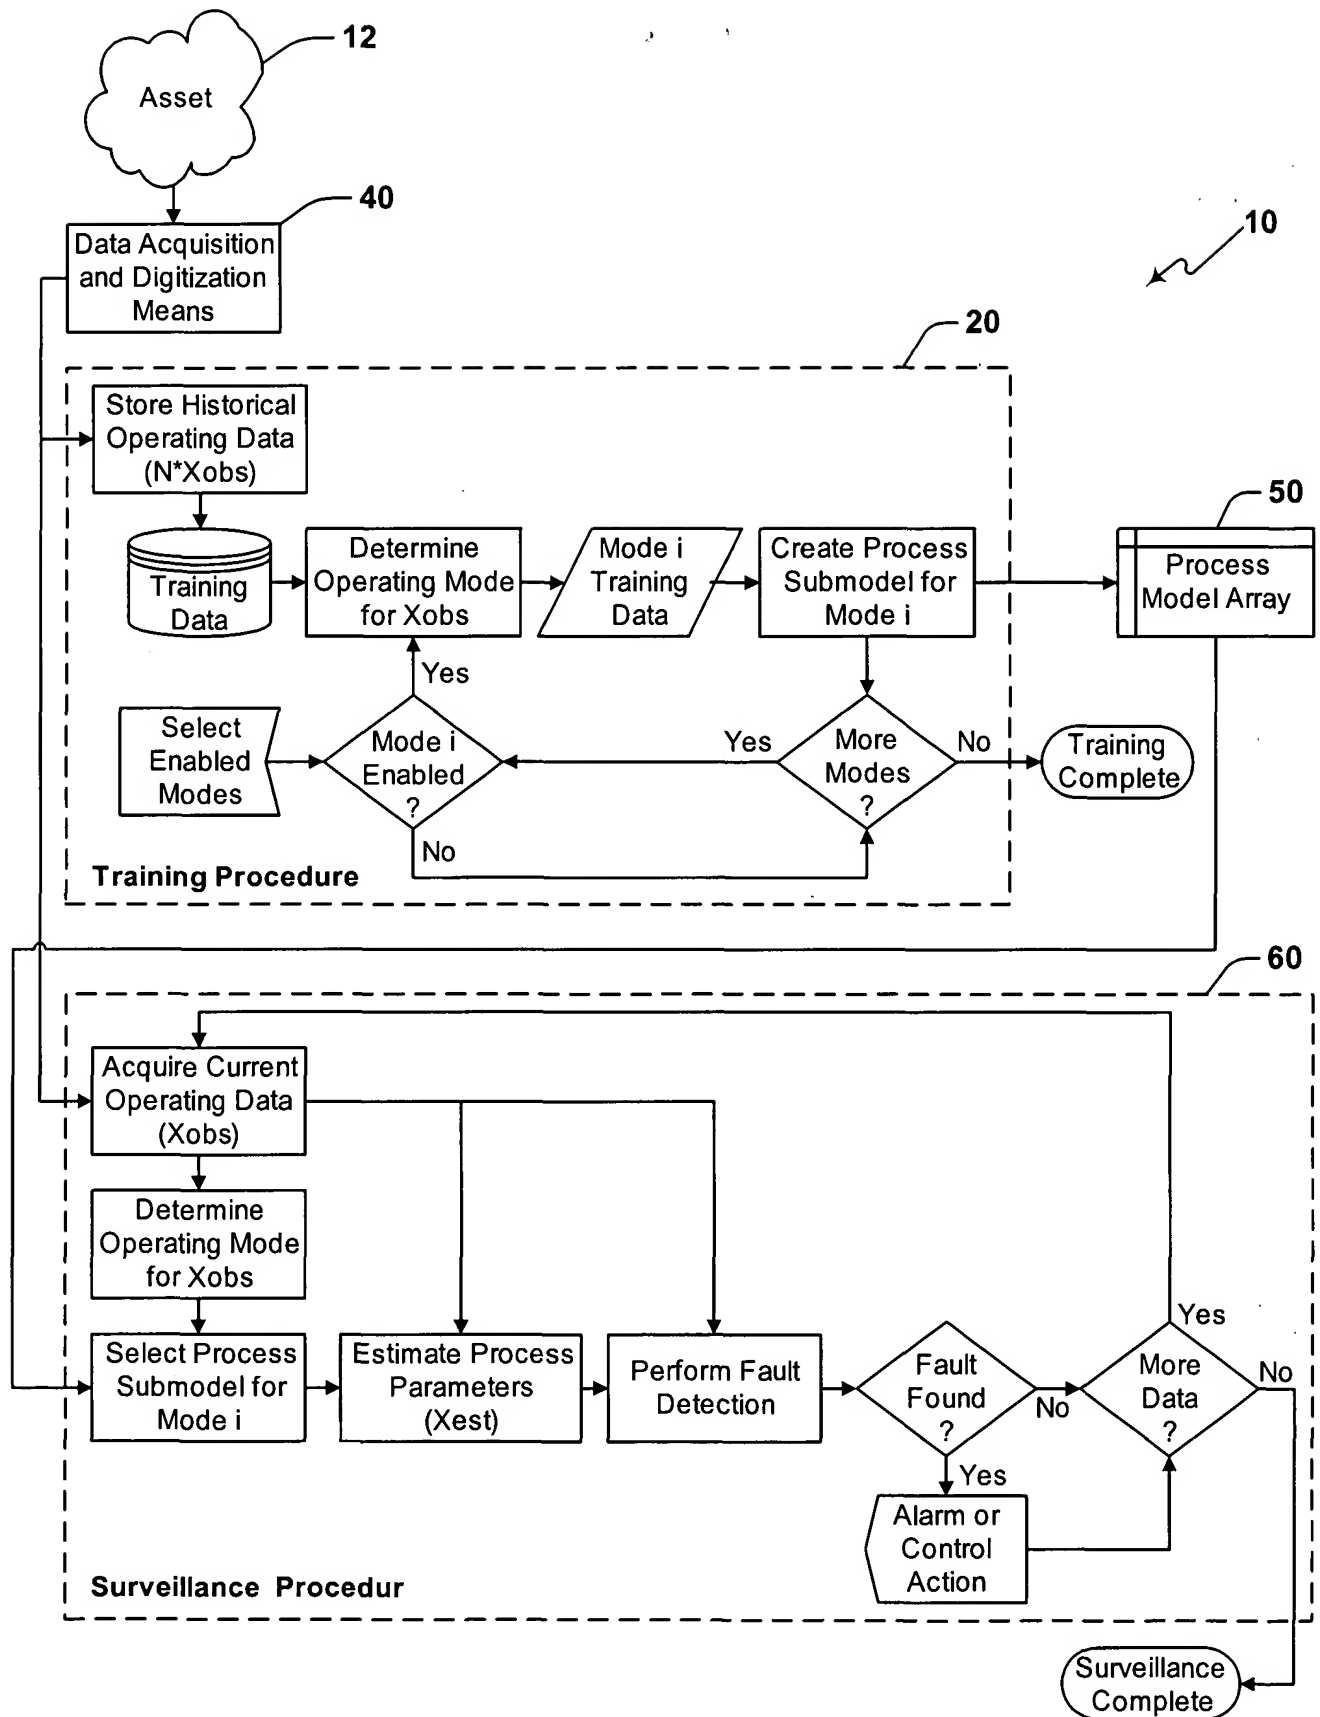 12
Asset
40
Data Acquisition
and Digitization
Means
10
20
Store Historical
Operating Data
(N*Xobs)
50
Training
Data
Determine
Operating Mode
for Xobs
Mode i
Training
Data
Create Process
Submodel for
Mode i
Process
Model Array
Yes
Select
Enabled
Modes
Mode i
Enabled
?
Yes
More
Modes
?
No
Training
Complete
No
Training Procedure
60
Acquire Current
Operating Data
(Xobs)
Determine
Operating Mode
for Xobs
Select Process
Submodel for
Mode i
Estimate Process
Parameters
(Xest)
Perform Fault
Detection
Fault
Found
?
No
Yes
More
Data
?
Yes
No
Alarm or
Control
Action
Surveillance Procedur
Surveillance
Complete